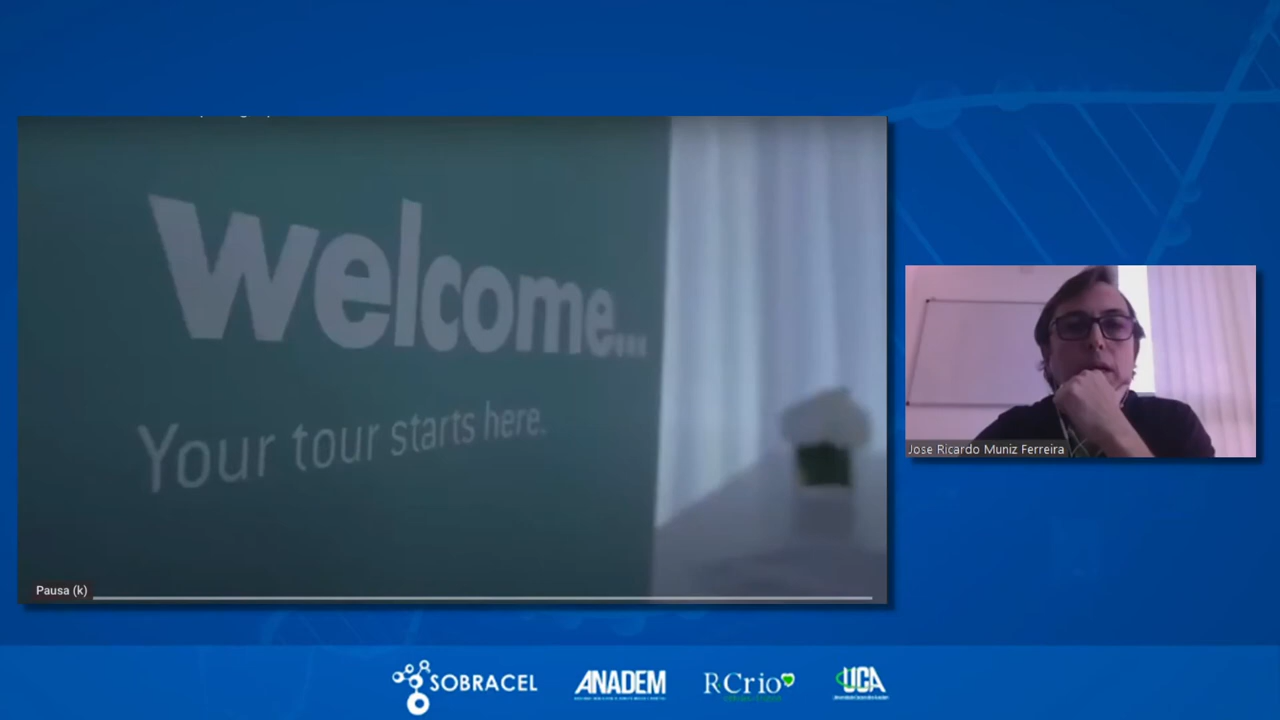 welcome...
Your tour starts here.
Pausa (k)
Jose Ricardo Muniz Ferreira
SOBRACEL
ANADEM
RCrio
UCA